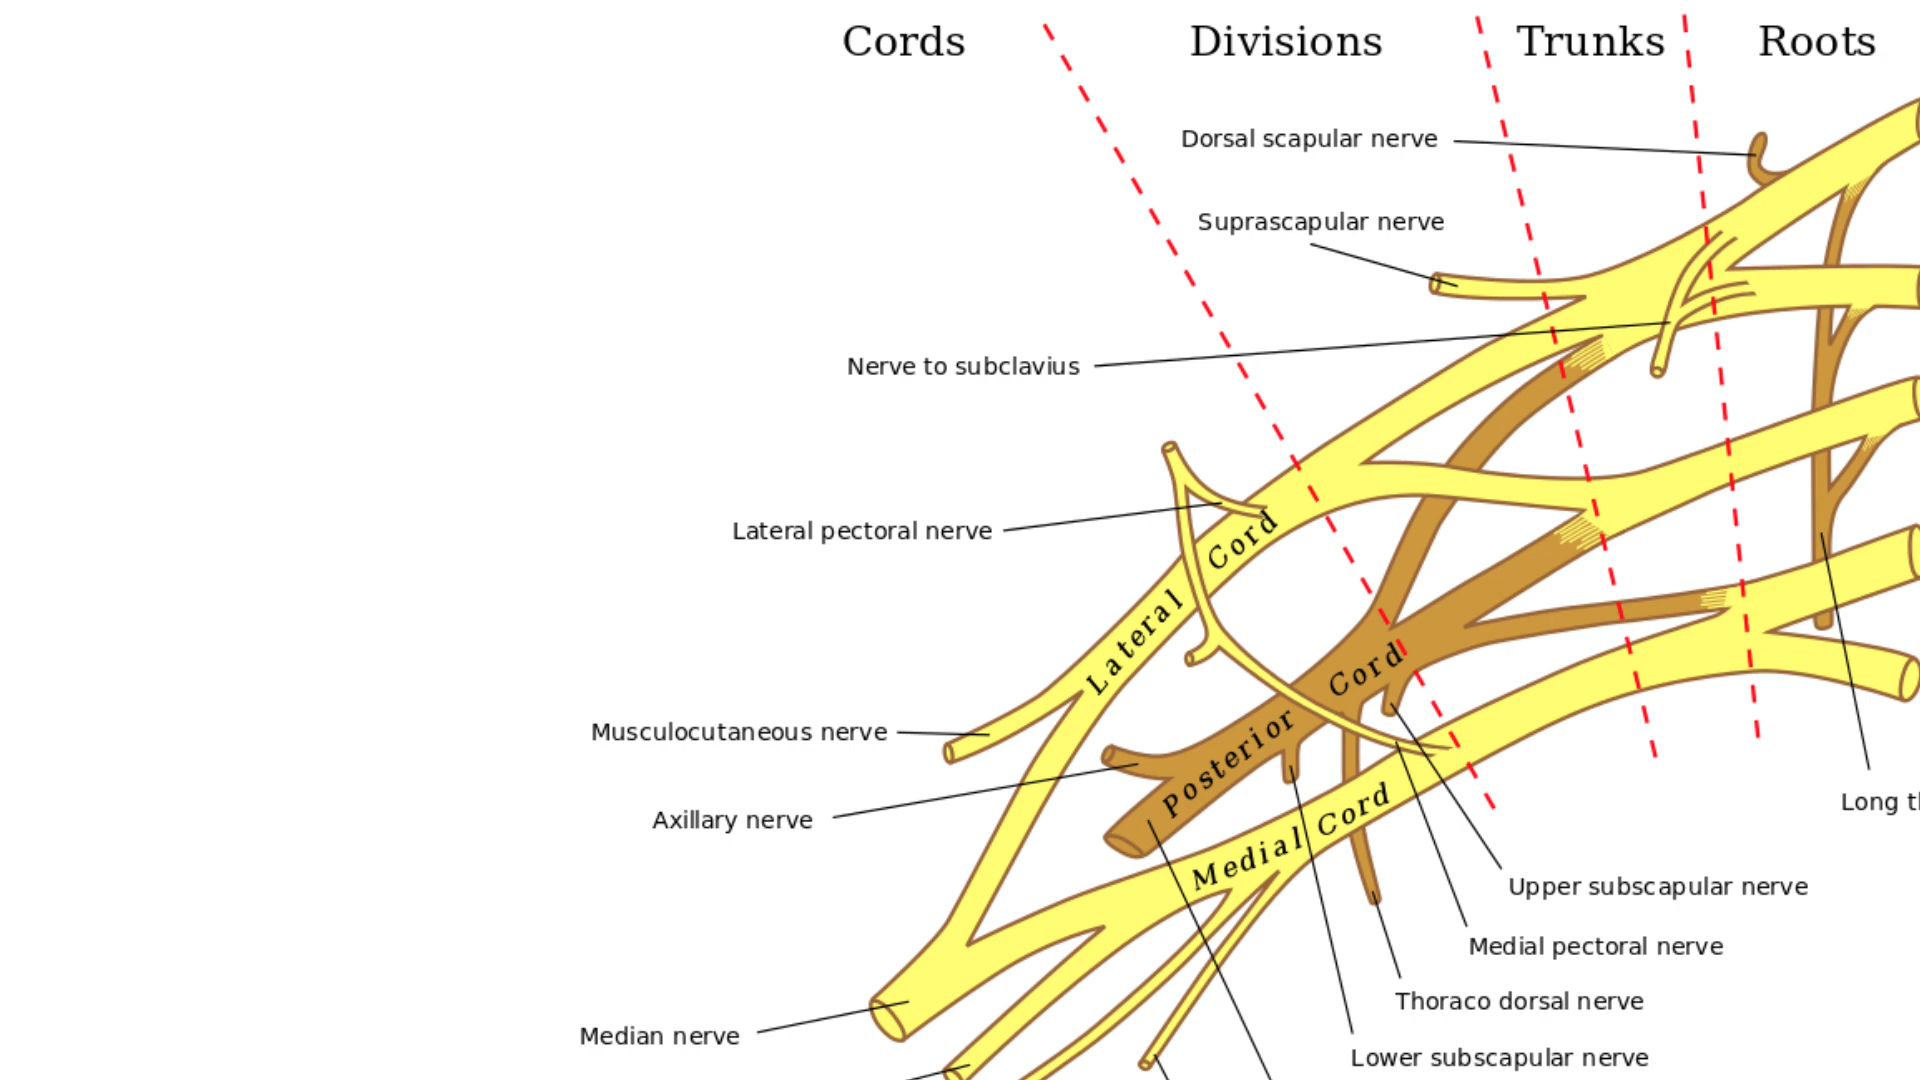 Cords
Divisions
Trunks
Roots
Dorsal scapular nerve
Suprascapular nerve
Nerve to subclavius
Lateral pectoral nerve
Lateral Cord
Posterior Cord
Medial Cord
Musculocutaneous nerve
Axillary nerve
Long
Upper subscapular nerve
Medial pectoral nerve
Thoraco dorsal nerve
Median nerve
Lower subscapular nerve